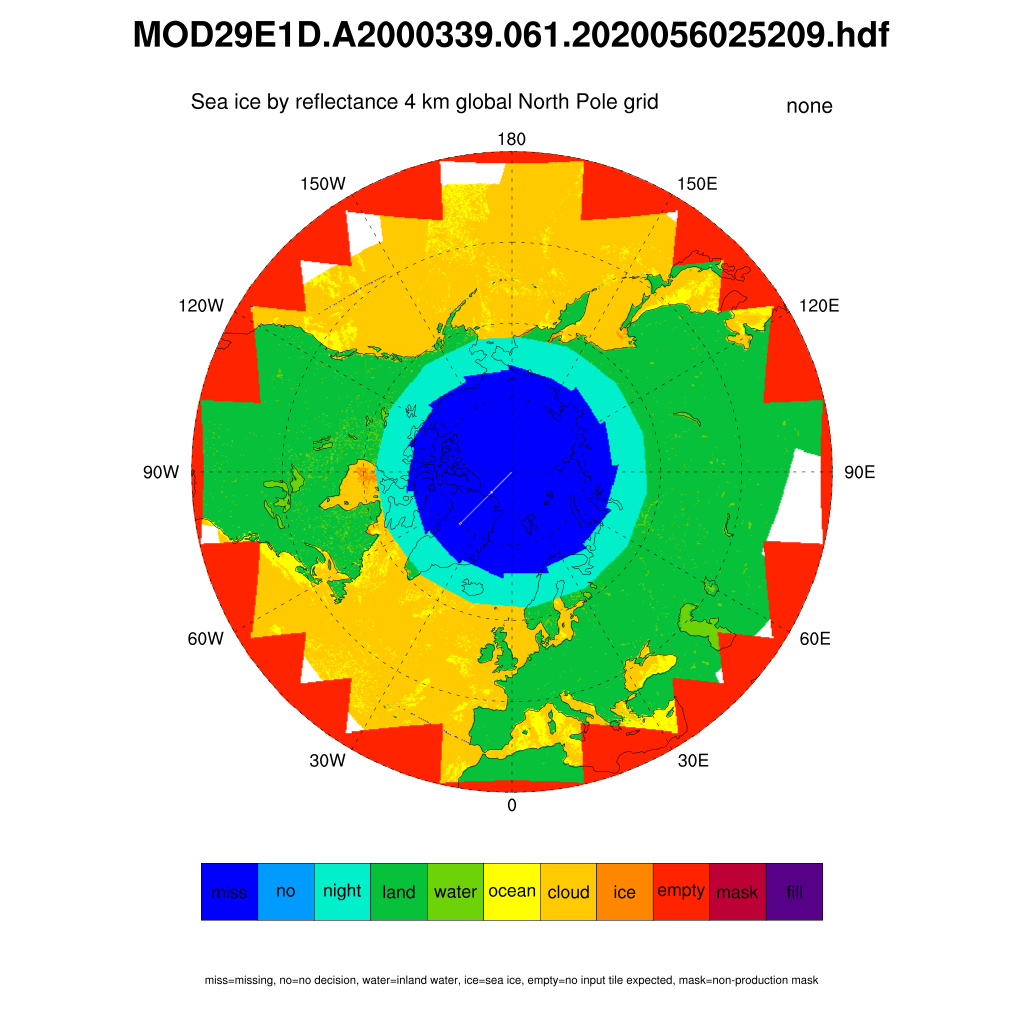 MOD29E1D.A2000339.061.2020056025209.hdf
Sea ice by reflectance 4 km global North Pole grid
none
180
150W
150E
120W
120E
90W
90E
60W
60E
30W
30E
0
miss no night land water ocean cloud ice empty mask fill
miss=missing, no=no decision, water=inland water, ice=sea ice, empty=no input tile expected, mask=non-production mask